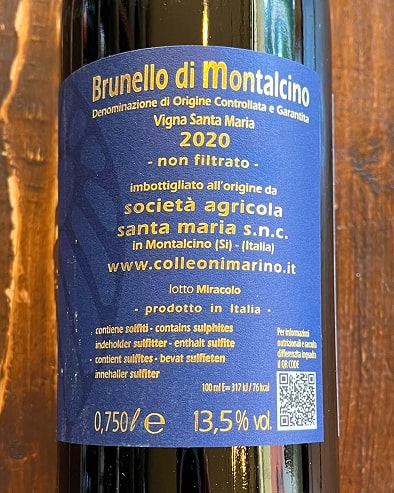 Brunello di Montalcino
Denominazione di Origine Controllata e Garantita
Vigna Santa Maria
2020
- non filtrato -
imbottigliato all'origine da
società agricola
santa maria s.n.c.
in Montalcino (Si) - (Italia)
www.colleonimarino.it
lotto Miracolo
- prodotto in Italia -
- contiene solfiti - contains sulphites
indeholder sulfitter - enthalt sulfite
- contient sulfites - bevat sulfieten
innehaller sulfiter
Per informazioni
nutrizionali e raccolta
differenziata inquadra
il QR CODE
100 ml E= 317 kJ / 76 kcal
0,750 l e 13,5% vol.